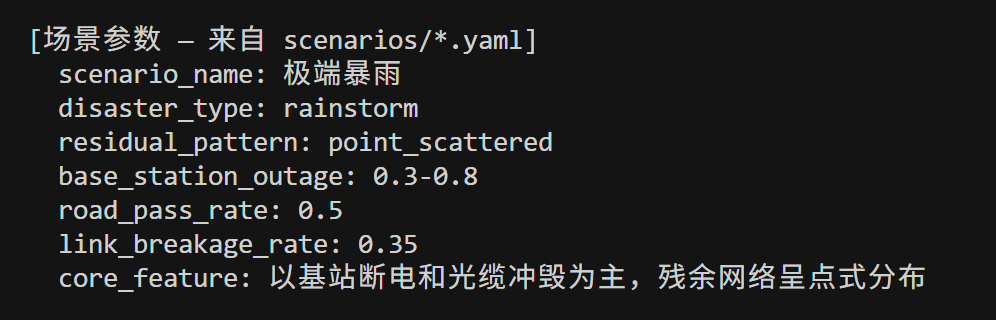 [场景参数 — 来自 scenarios/*.yaml]
scenario_name: 极端暴雨
disaster_type: rainstorm
residual_pattern: point_scattered
base_station_outage: 0.3-0.8
road_pass_rate: 0.5
link_breakage_rate: 0.35
core_feature: 以基站断电和光缆冲毁为主，残余网络呈点式分布